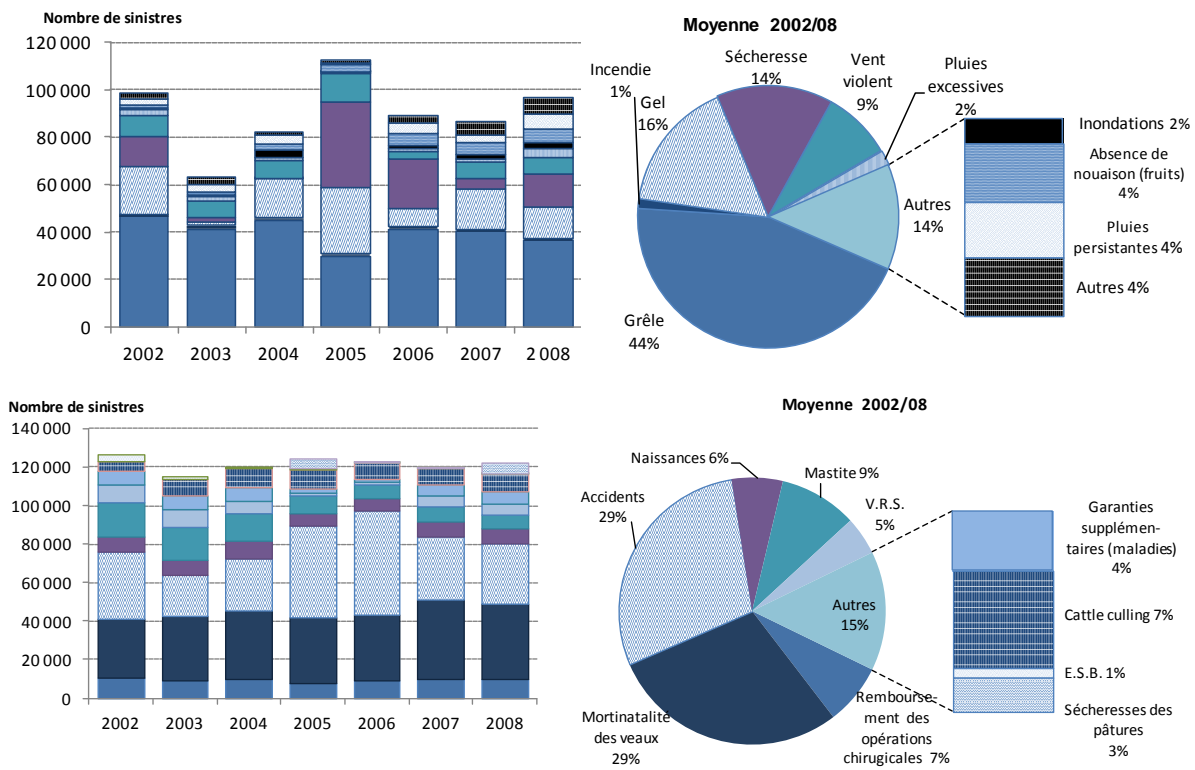 Nombre de sinistres
120 000
100 000
80 000
60 000
40 000
20 000
0
2002
2003
2004
2005
2006
2007
2008
Moyenne 2002/08
Incendie
1%
Gel
16%
Sécheresse
14%
Vent
violent
9%
Pluies
excessives
2%
Autres
14%
Grêle
44%
Inondations 2%
Absence de
nouaison (fruits)
4%
Pluies
persistantes 4%
Autres 4%
Nombre de sinistres
140 000
120 000
100 000
80 000
60 000
40 000
20 000
0
2002
2003
2004
2005
2006
2007
2008
Moyenne 2002/08
Accidents
29%
Naissances 6%
Mastite 9%
V.R.S.
5%
Autres
15%
Rembourse-
ment des
opérations
chirugicales 7%
Mortinatalité
des veaux
29%
Garanties
supplémen-
taires (maladies)
4%
Cattle culling 7%
E.S.B. 1%
Sécheresses des
pâtures
3%